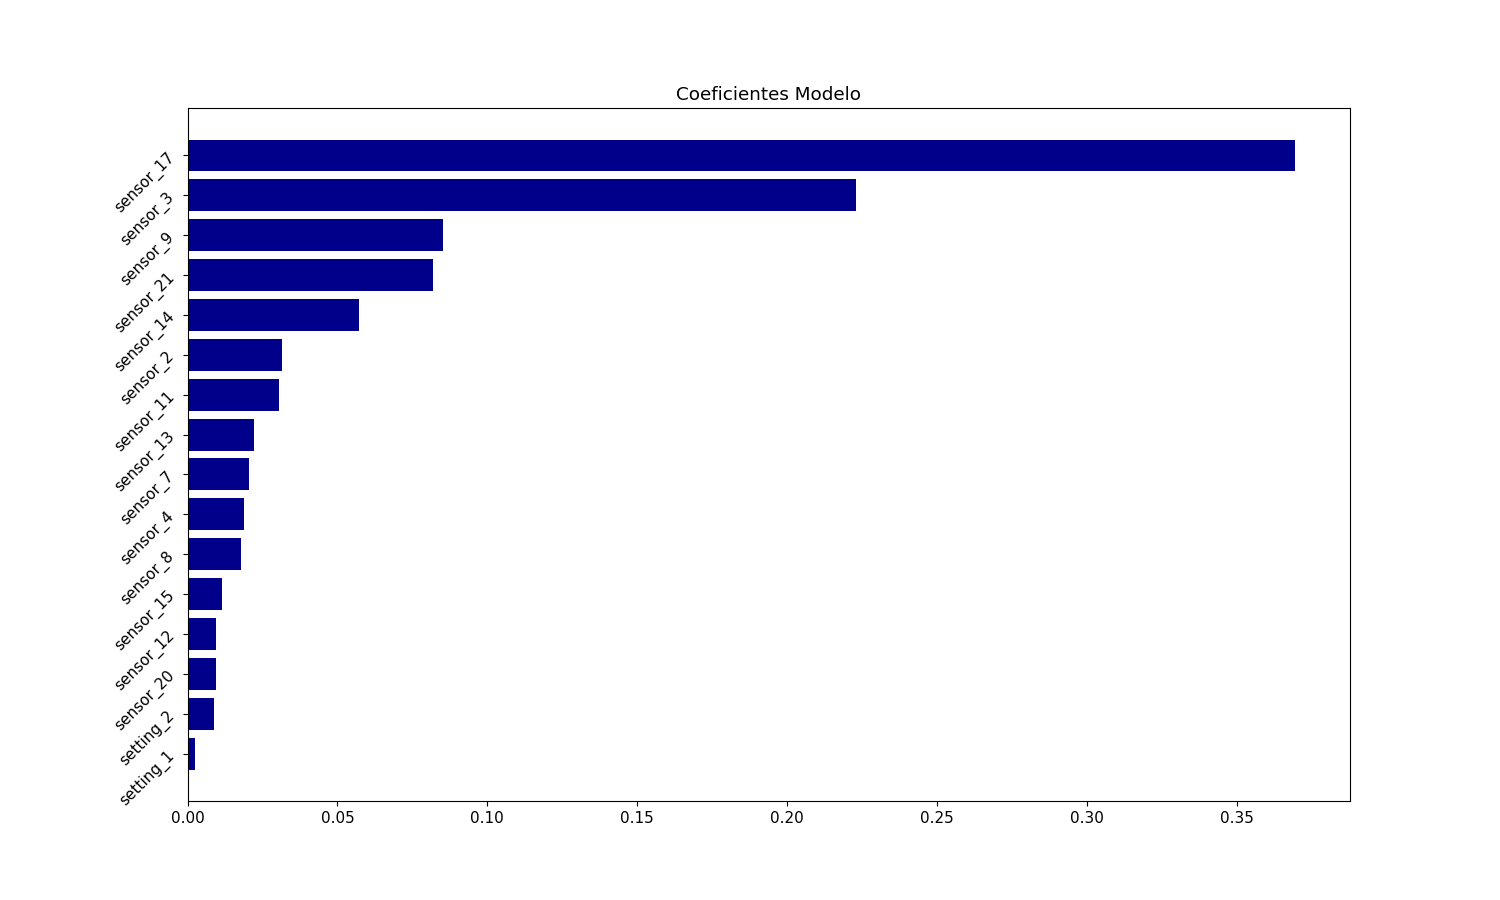 Coeficientes Modelo
sensor_17
sensor_3
sensor_9
sensor_21
sensor_14
sensor_2
sensor_11
sensor_13
sensor_7
sensor_4
sensor_8
sensor_15
sensor_12
sensor_20
setting_2
setting_1
0.00 0.05 0.10 0.15 0.20 0.25 0.30 0.35